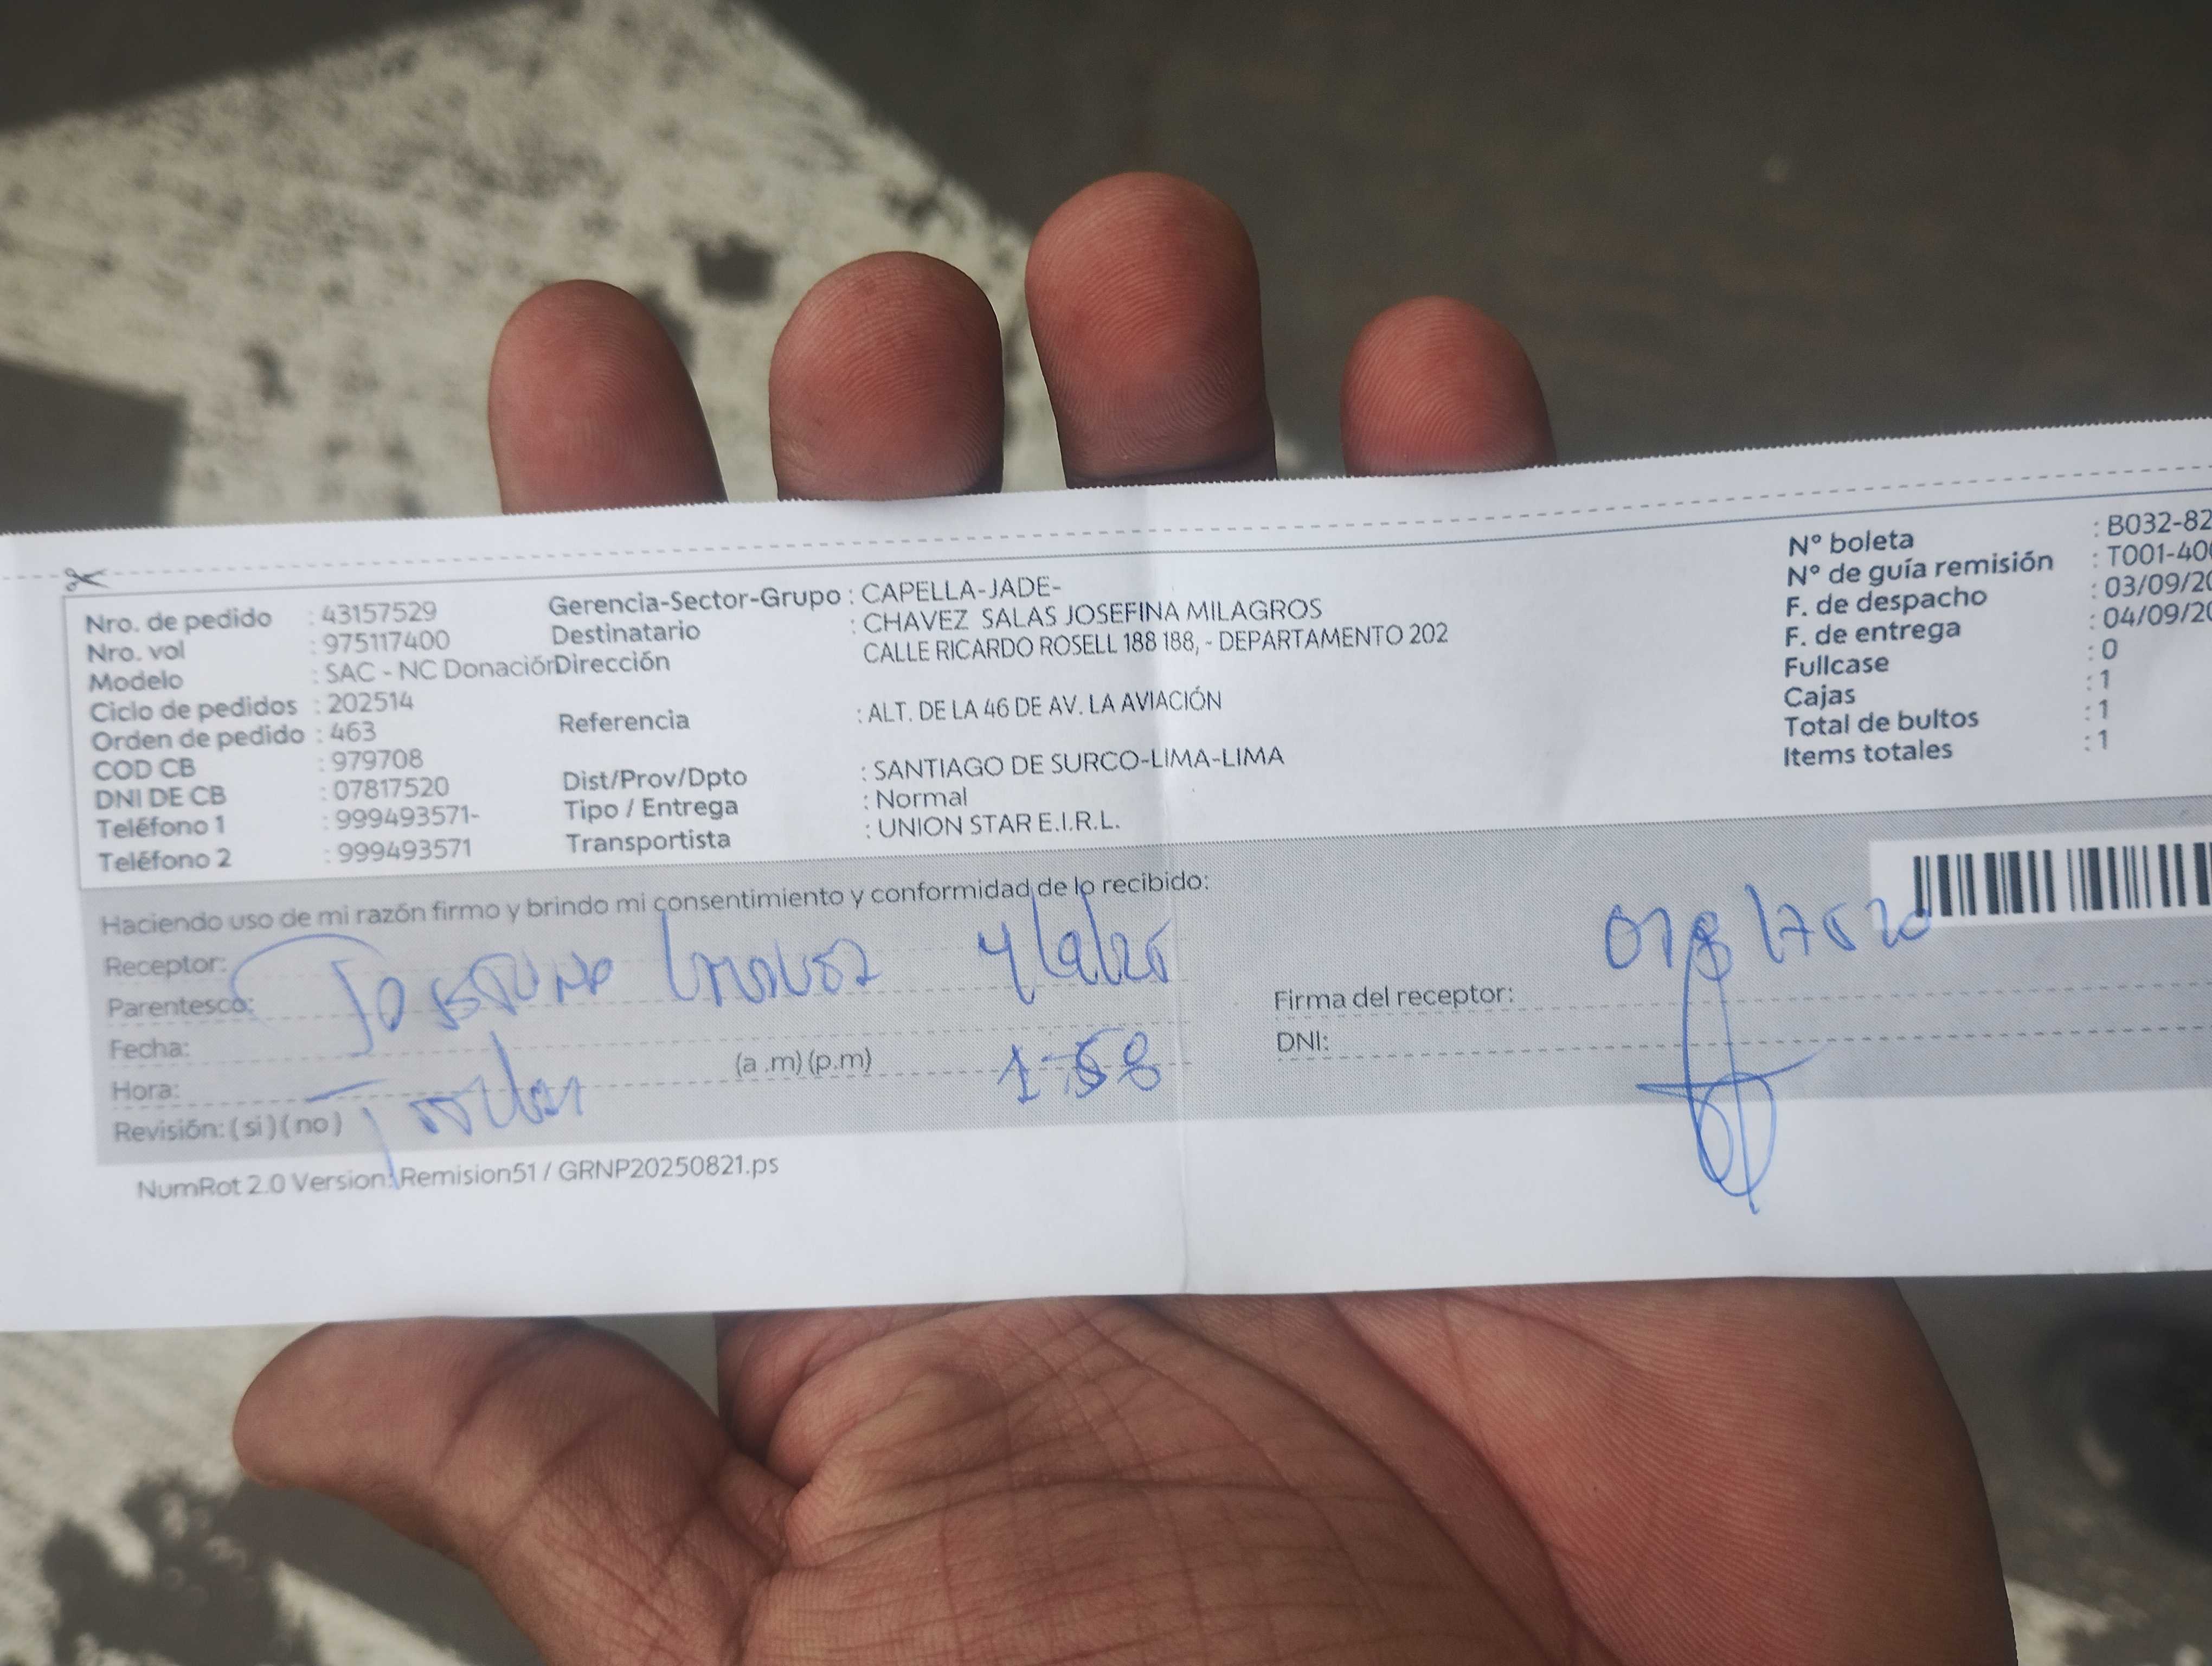 Nro. de pedido : 43157529
Nro. vol : 975117400
Modelo : SAC - NC Donación
Ciclo de pedidos : 202514
Orden de pedido : 463
COD CB : 979708
DNI DE CB : 07817520
Teléfono 1 : 999493571-
Teléfono 2 : 999493571
Gerencia-Sector-Grupo : CAPELLA-JADE-
Destinatario : CHAVEZ SALAS JOSEFINA MILAGROS
Dirección CALLE RICARDO ROSELL 188 188, - DEPARTAMENTO 202
Referencia : ALT. DE LA 46 DE AV. LA AVIACIÓN
Dist/Prov/Dpto : SANTIAGO DE SURCO-LIMA-LIMA
Tipo / Entrega : Normal
Transportista : UNION STAR E.I.R.L.
N° boleta : B032-82
N° de guía remisión : T001-40
F. de despacho : 03/09/20
F. de entrega : 04/09/20
Fullcase : 0
Cajas : 1
Total de bultos : 1
Items totales : 1
Haciendo uso de mi razón firmo y brindo mi consentimiento y conformidad de lo recibido:
Receptor:
Parentesco:
Fecha:
Hora: (a .m) (p.m) 1:58
Revisión: ( si ) ( no )
07817520
Firma del receptor:
DNI:
NumRot 2.0 Version: Remision51 / GRNP20250821.ps